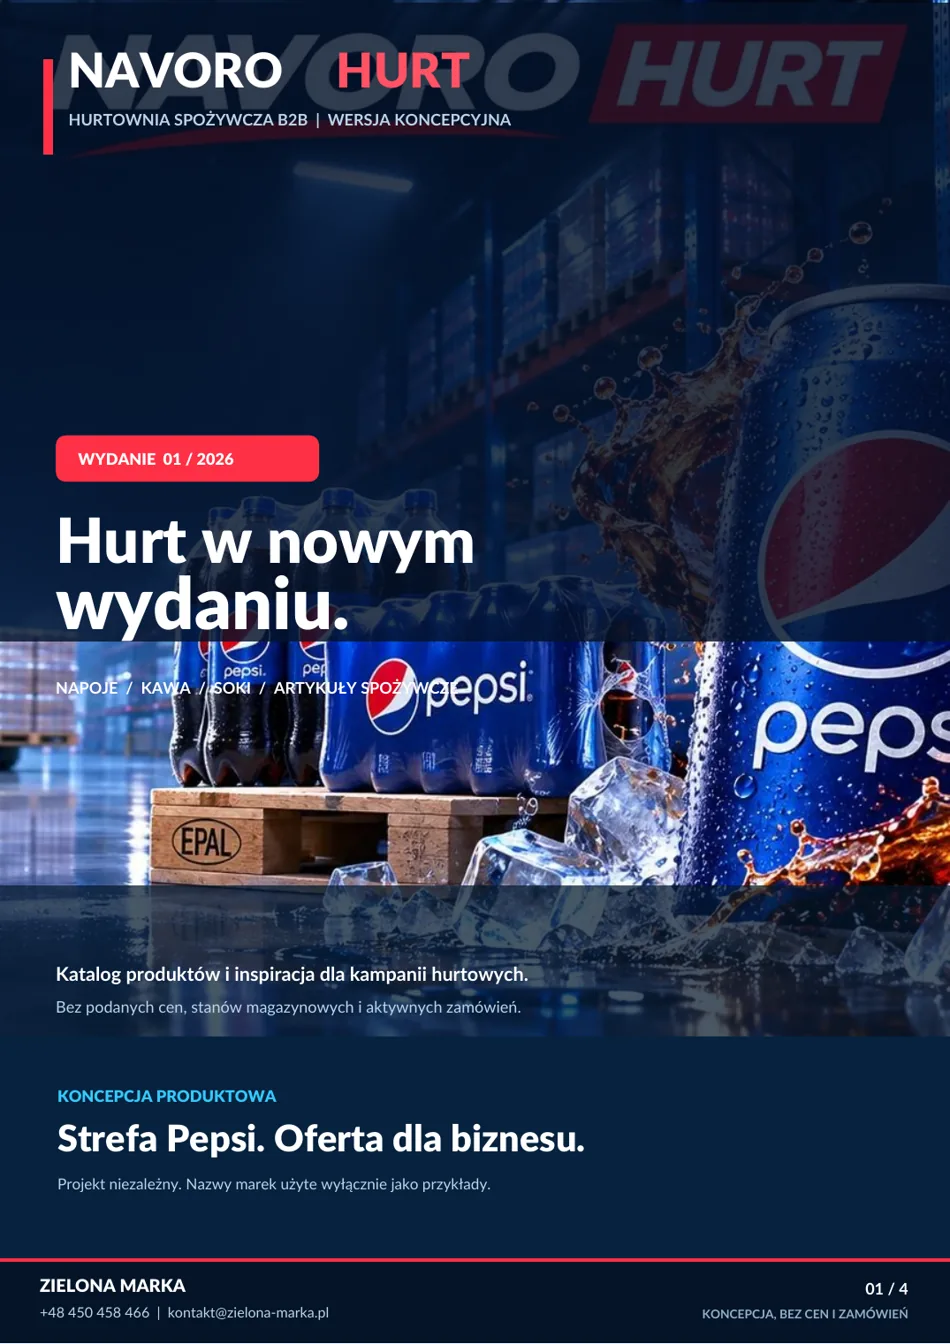 NAVORO HURT
NAVORO HURT
HURTOWNIA SPOŻYWCZA B2B | WERSJA KONCEPCYJNA
WYDANIE 01 / 2026
Hurt w nowym
wydaniu.
pepsi.
pep
pepsi
NAPOJE / KAWA / SOKI / ARTYKUŁY SPOŻYWCZE
peps
EPAL
Katalog produktów i inspiracja dla kampanii hurtowych.
Bez podanych cen, stanów magazynowych i aktywnych zamówień.
KONCEPCJA PRODUKTOWA
Strefa Pepsi. Oferta dla biznesu.
Projekt niezależny. Nazwy marek użyte wyłącznie jako przykłady.
ZIELONA MARKA
+48 450 458 466 | kontakt@zielona-marka.pl
01 / 4
KONCEPCJA, BEZ CEN I ZAMÓWIEŃ